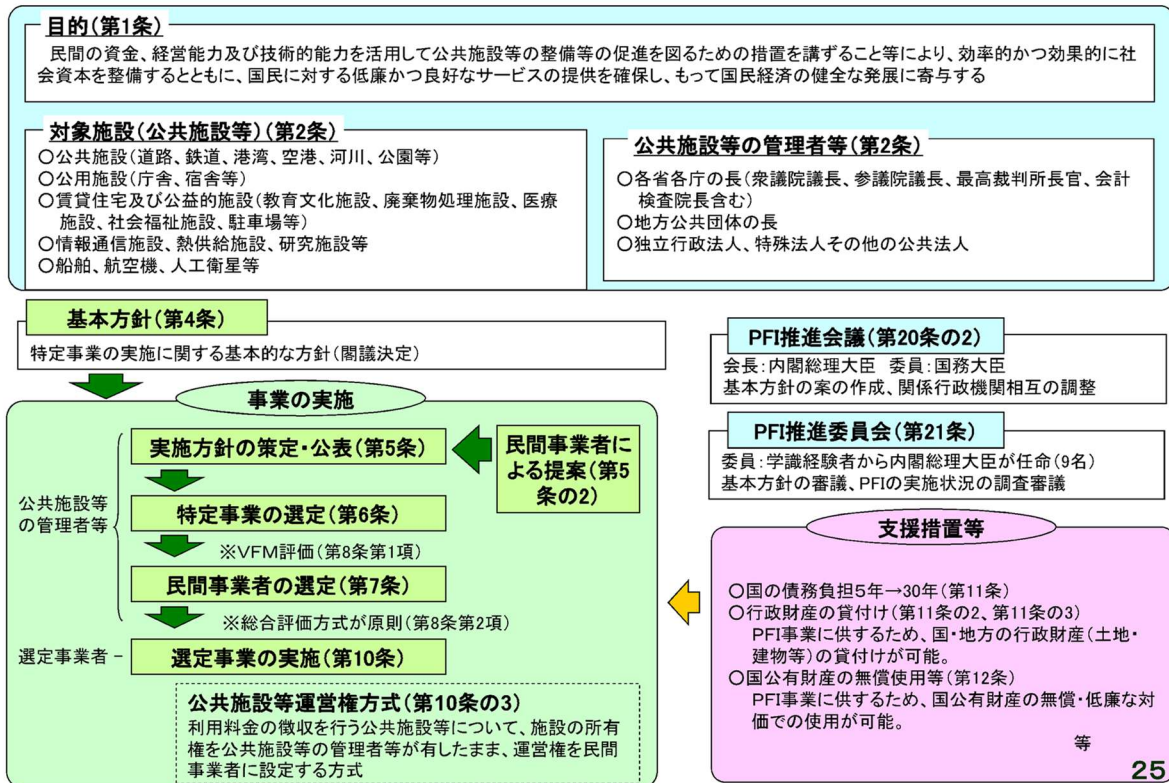 目的(第1条)
民間の資金、経営能力及び技術的能力を活用して公共施設等の整備等の促進を図るための措置を講ずること等により、効率的かつ効果的に社
会資本を整備するとともに、国民に対する低廉かつ良好なサービスの提供を確保し、もって国民経済の健全な発展に寄与する
対象施設(公共施設等)(第2条)
○公共施設(道路、鉄道、港湾、空港、河川、公園等)
○公用施設(庁舎、宿舎等)
○賃貸住宅及び公益的施設(教育文化施設、廃棄物処理施設、医療
施設、社会福祉施設、駐車場等)
○情報通信施設、熱供給施設、研究施設等
○船舶、航空機、人工衛星等
公共施設等の管理者等(第2条)
○各省各庁の長(衆議院議長、参議院議長、最高裁判所長官、会計
検査院長含む)
○地方公共団体の長
○独立行政法人、特殊法人その他の公共法人
基本方針(第4条)
特定事業の実施に関する基本的な方針(閣議決定)
事業の実施
公共施設等
の管理者等
実施方針の策定・公表(第5条)
民間事業者に
よる提案(第5
条の2)
特定事業の選定(第6条)
※VFM評価(第8条第1項)
民間事業者の選定(第7条)
※総合評価方式が原則(第8条第2項)
選定事業者-
選定事業の実施(第10条)
公共施設等運営権方式(第10条の3)
利用料金の徴収を行う公共施設等について、施設の所有
権を公共施設等の管理者等が有したまま、運営権を民間
事業者に設定する方式
PFI推進会議(第20条の2)
会長:内閣総理大臣 委員:国務大臣
基本方針の案の作成、関係行政機関相互の調整
PFI推進委員会(第21条)
委員:学識経験者から内閣総理大臣が任命(9名)
基本方針の審議、PFIの実施状況の調査審議
支援措置等
○国の債務負担5年→30年(第11条)
○行政財産の貸付け(第11条の2、第11条の3)
PFI事業に供するため、国・地方の行政財産(土地・
建物等)の貸付けが可能。
○国公有財産の無償使用等(第12条)
PFI事業に供するため、国公有財産の無償・低廉な対
価での使用が可能。
等
25